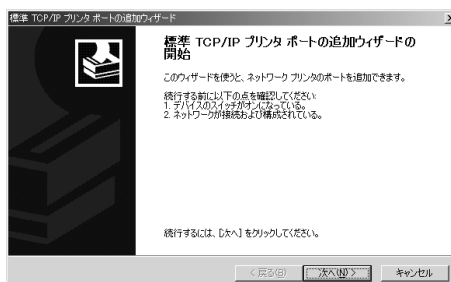 標準 TCP/IP プリンタ ポートの追加ウィザード
標準 TCP/IP プリンタ ポートの追加ウィザードの
開始
このウィザードを使うと、ネットワーク プリンタのポートを追加できます。
続行する前に以下の点を確認してください:
1. デバイスのスイッチがオンになっている。
2. ネットワークが接続および構成されている。
続行するには、[次へ] をクリックしてください。
< 戻る(B)
次へ(N) >
キャンセル